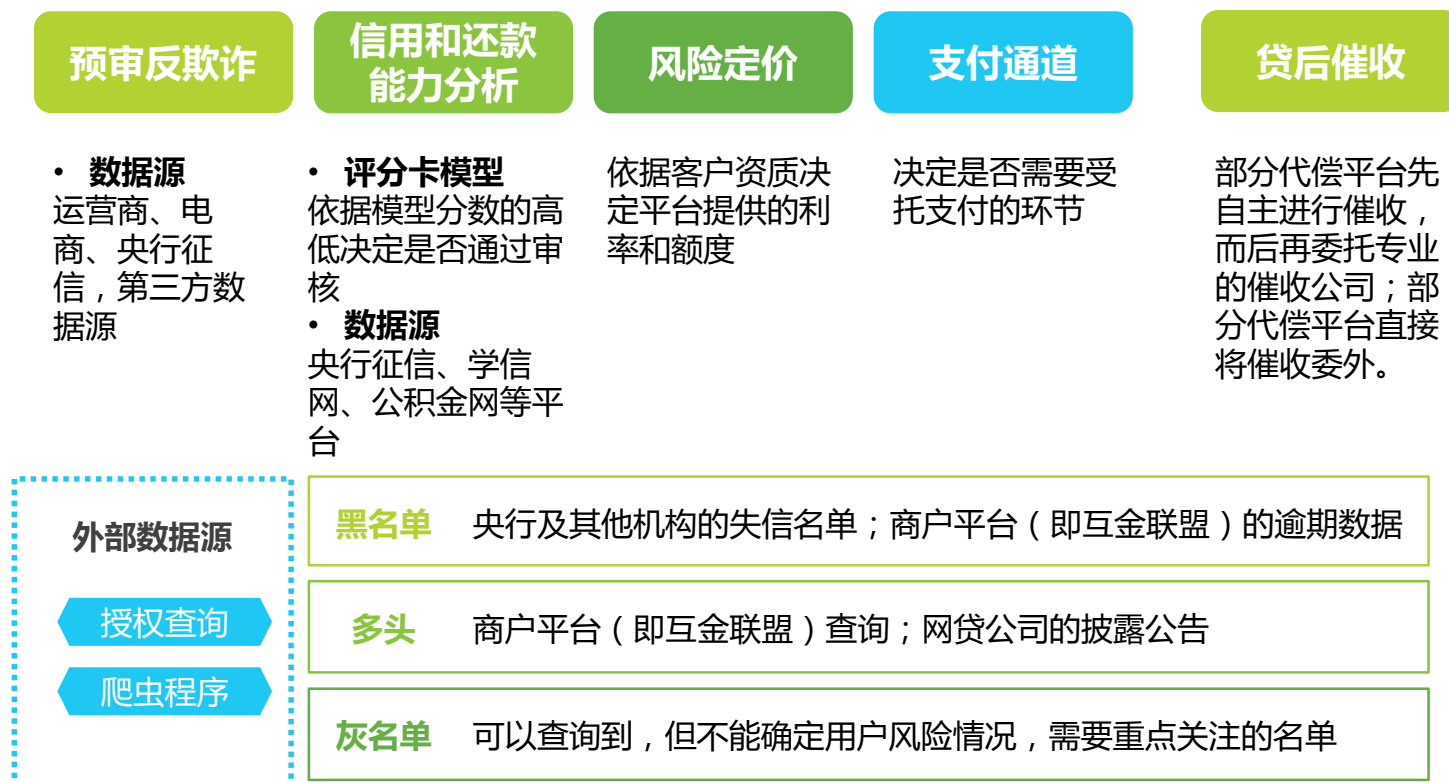 预审反欺诈
信用和还款
能力分析
风险定价
支付通道
贷后催收
• 数据源
运营商、电
商、央行征
信，第三方数
据源
• 评分卡模型
依据模型分数的高
低决定是否通过审
核
• 数据源
央行征信、学信
网、公积金网等平
台
依据客户资质决
定平台提供的利
率和额度
决定是否需要受
托支付的环节
部分代偿平台先
自主进行催收，
而后再委托专业
的催收公司；部
分代偿平台直接
将催收委外。
外部数据源
授权查询
爬虫程序
黑名单 央行及其他机构的失信名单；商户平台（即互金联盟）的逾期数据
多头 商户平台（即互金联盟）查询；网贷公司的披露公告
灰名单 可以查询到，但不能确定用户风险情况，需要重点关注的名单